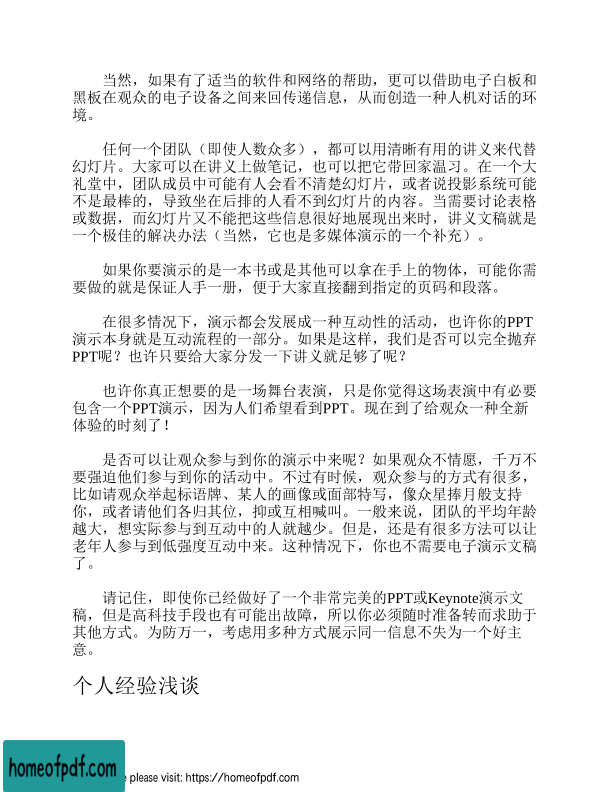 当然，如果有了适当的软件和网络的帮助，更可以借助电子白板和
黑板在观众的电子设备之间来回传递信息，从而创造一种人机对话的环
境。
任何一个团队（即使人数众多），都可以用清晰有用的讲义来代替
幻灯片。大家可以在讲义上做笔记，也可以把它带回家温习。在一个大
礼堂中，团队成员中可能有人会看不清楚幻灯片，或者说投影系统可能
不是最棒的，导致坐在后排的人看不到幻灯片的内容。当需要讨论表格
或数据，而幻灯片又不能把这些信息很好地展现出来时，讲义文稿就是
一个极佳的解决办法（当然，它也是多媒体演示的一个补充）。
如果你要演示的是一本书或是其他可以拿在手上的物体，可能你需
要做的就是保证人手一册，便于大家直接翻到指定的页码和段落。
在很多情况下，演示都会发展成一种互动性的活动，也许你的PPT
演示本身就是互动流程的一部分。如果是这样，我们是否可以完全抛弃
PPT呢？也许只要给大家分发一下讲义就足够了呢？
也许你真正想要的是一场舞台表演，只是你觉得这场表演中有必要
包含一个PPT演示，因为人们希望看到PPT。现在到了给观众一种全新
体验的时刻了！
是否可以让观众参与到你的演示中来呢？如果观众不情愿，千万不
要强迫他们参与到你的活动中。不过有时候，观众参与的方式有很多，
比如请观众举起标语牌、某人的画像或面部特写，像众星捧月般支持
你，或者请他们各归其位，抑或互相喊叫。一般来说，团队的平均年龄
越大，想实际参与到互动中的人就越少。但是，还是有很多方法可以让
老年人参与到低强度互动中来。这种情况下，你也不需要电子演示文稿
了。
请记住，即使你已经做好了一个非常完美的PPT或Keynote演示文
稿，但是高科技手段也有可能出故障，所以你必须随时准备转而求助于
其他方式。为防万一，考虑用多种方式展示同一信息不失为一个好主
意。
个人经验浅谈
homeofpdf.com
please visit: https://homeofpdf.com